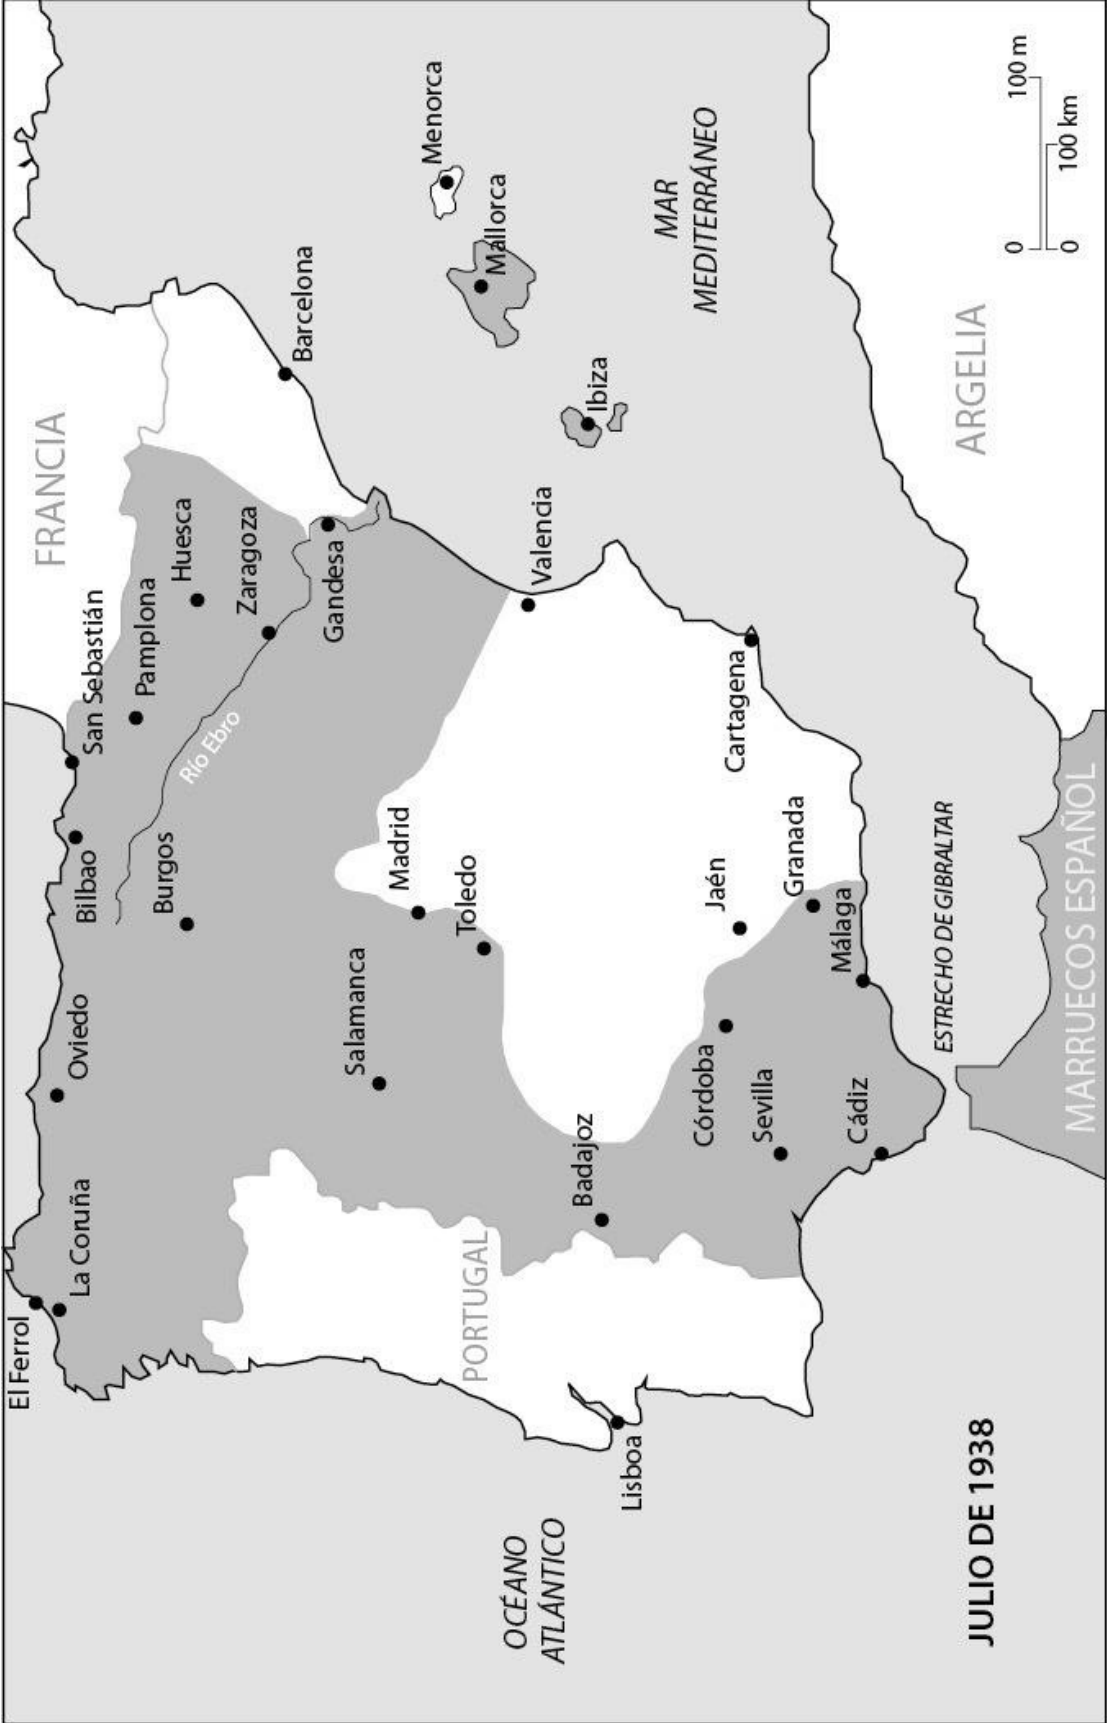 FRANCIA
El Ferrol
La Coruña
Oviedo
Bilbao
San Sebastián
Pamplona
Huesca
Burgos
Río Ebro
Zaragoza
Gandesa
Barcelona
Menorca
Mallorca
Ibiza
Salamanca
Madrid
Toledo
Valencia
PORTUGAL
Badajoz
Lisboa
OCÉANO
ATLÁNTICO
MAR
MEDITERRÁNEO
Córdoba
Jaén
Cartagena
Sevilla
Granada
Málaga
Cádiz
ESTRECHO DE GIBRALTAR
ARGELIA
MARRUECOS ESPAÑOL
JULIO DE 1938
0 100 m
0 100 km